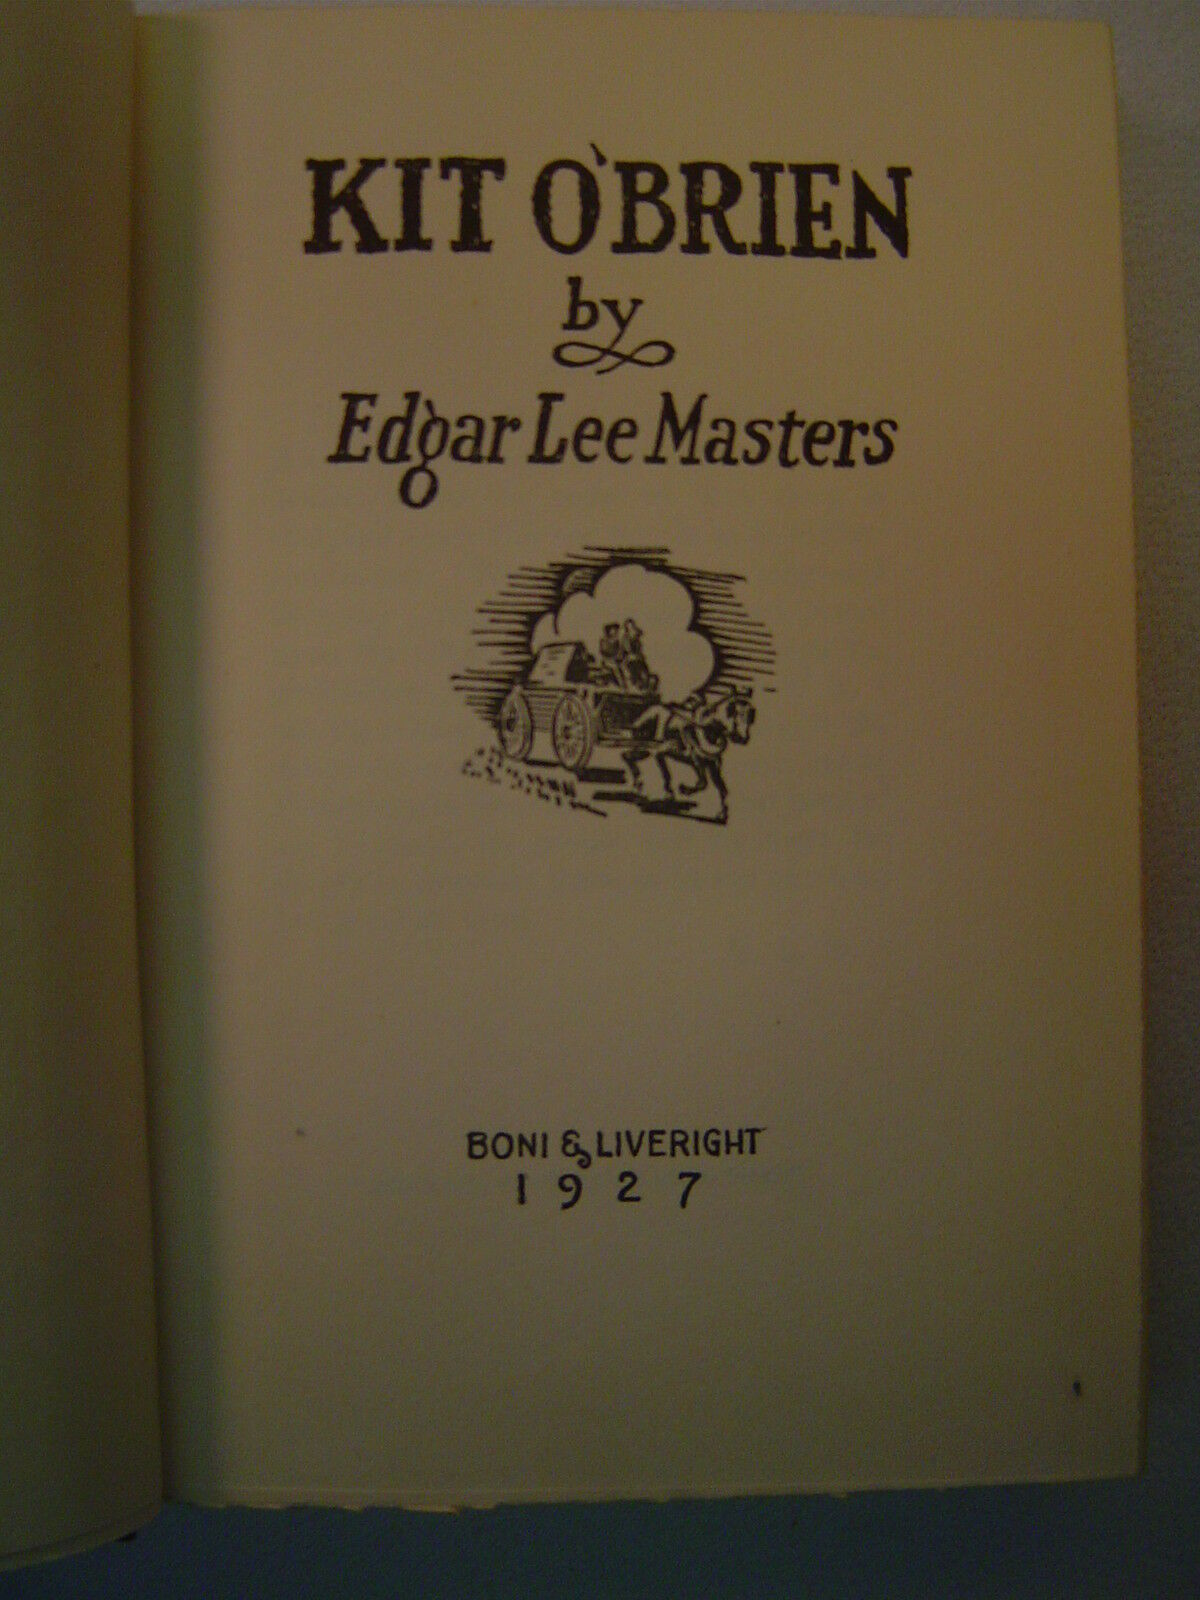 KIT O'BRIEN
by
Edgar Lee Masters
BONI & LIVERIGHT
1927